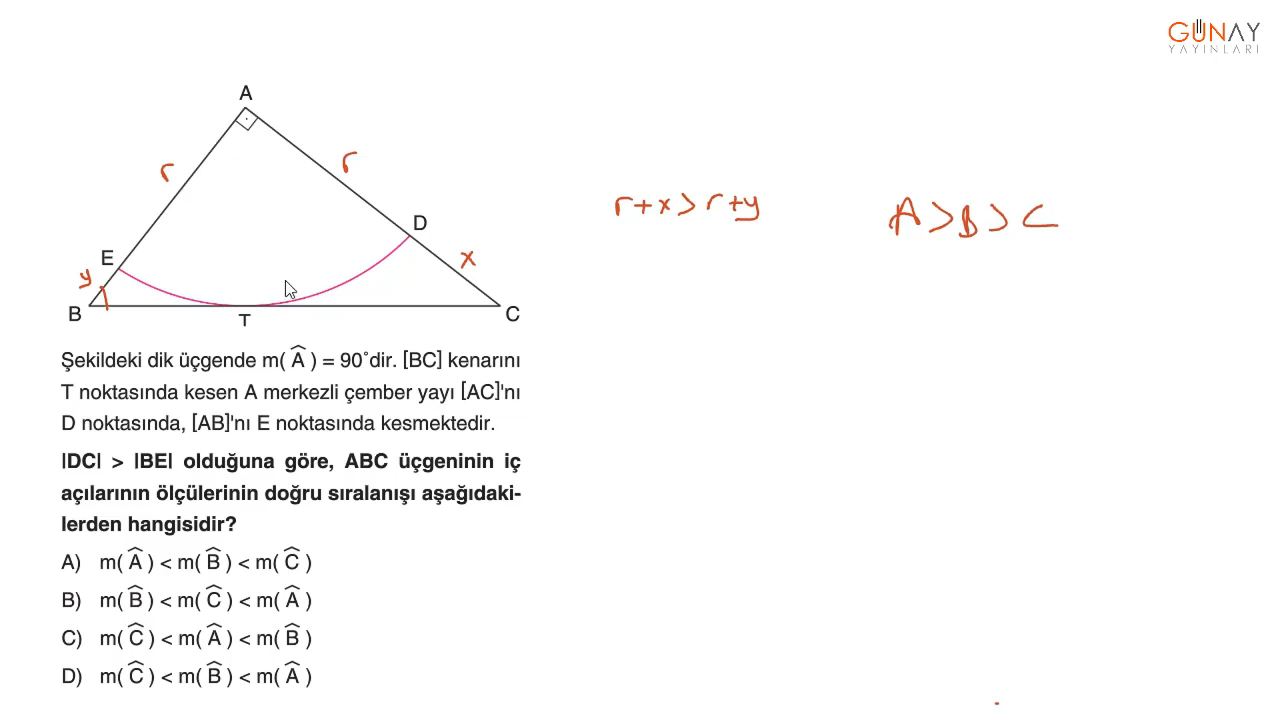 GÜNAY
YAYINLARI
A
r
r
D
E
x
y
B
C
T
r+x>r+y
A>B>C
Şekildeki dik üçgende m(Â) = 90°dir. [BC] kenarını
T noktasında kesen A merkezli çember yayı [AC]'nı
D noktasında, [AB]'nı E noktasında kesmektedir.
|DC| > |BE| olduğuna göre, ABC üçgeninin iç
açılarının ölçülerinin doğru sıralanışı aşağıdaki-
lerden hangisidir?
A) m(Â) < m(B̂) < m(Ĉ)
B) m(B̂) < m(Ĉ) < m(Â)
C) m(Ĉ) < m(Â) < m(B̂)
D) m(Ĉ) < m(B̂) < m(Â)